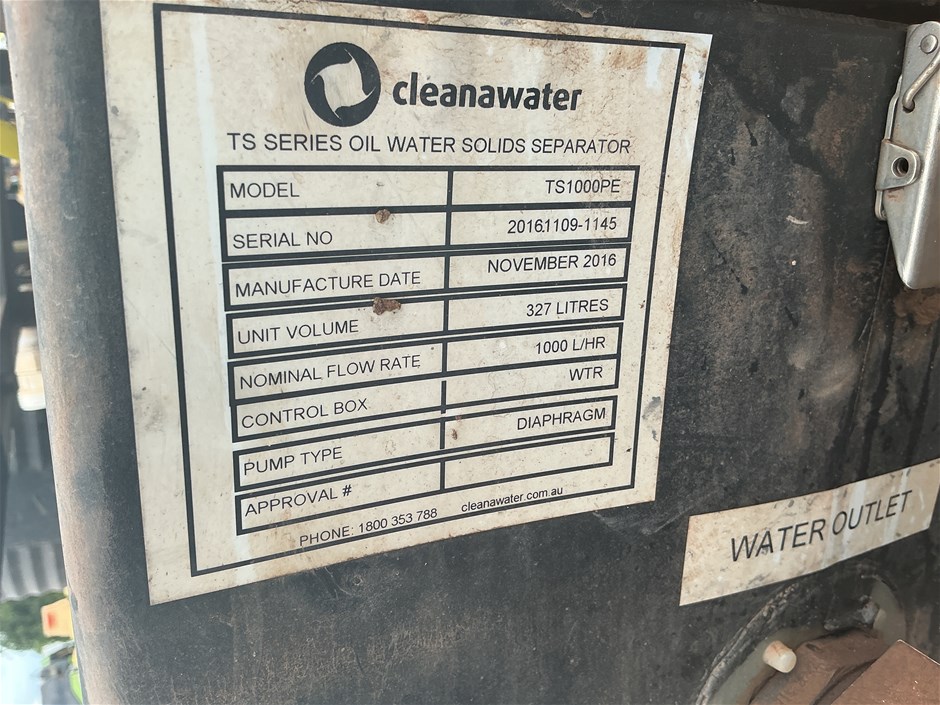 cleanawater
TS SERIES OIL WATER SOLIDS SEPARATOR
MODEL TS1000PE
SERIAL NO 20161109-1145
MANUFACTURE DATE NOVEMBER 2016
UNIT VOLUME 327 LITRES
NOMINAL FLOW RATE 1000 L/HR
CONTROL BOX WTR
PUMP TYPE DIAPHRAGM
APPROVAL #
PHONE: 1800 353 788 cleanawater.com.au
WATER OUTLET